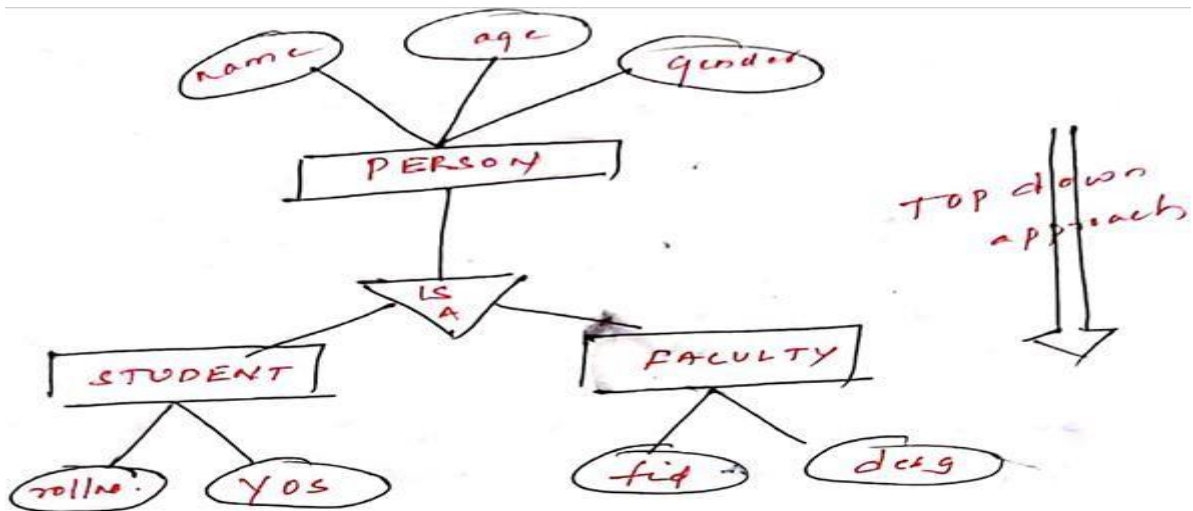 name
age
gender
PERSON
TOP down
approach
IS
A
STUDENT
FACULTY
rollno.
YOS
fid
desg